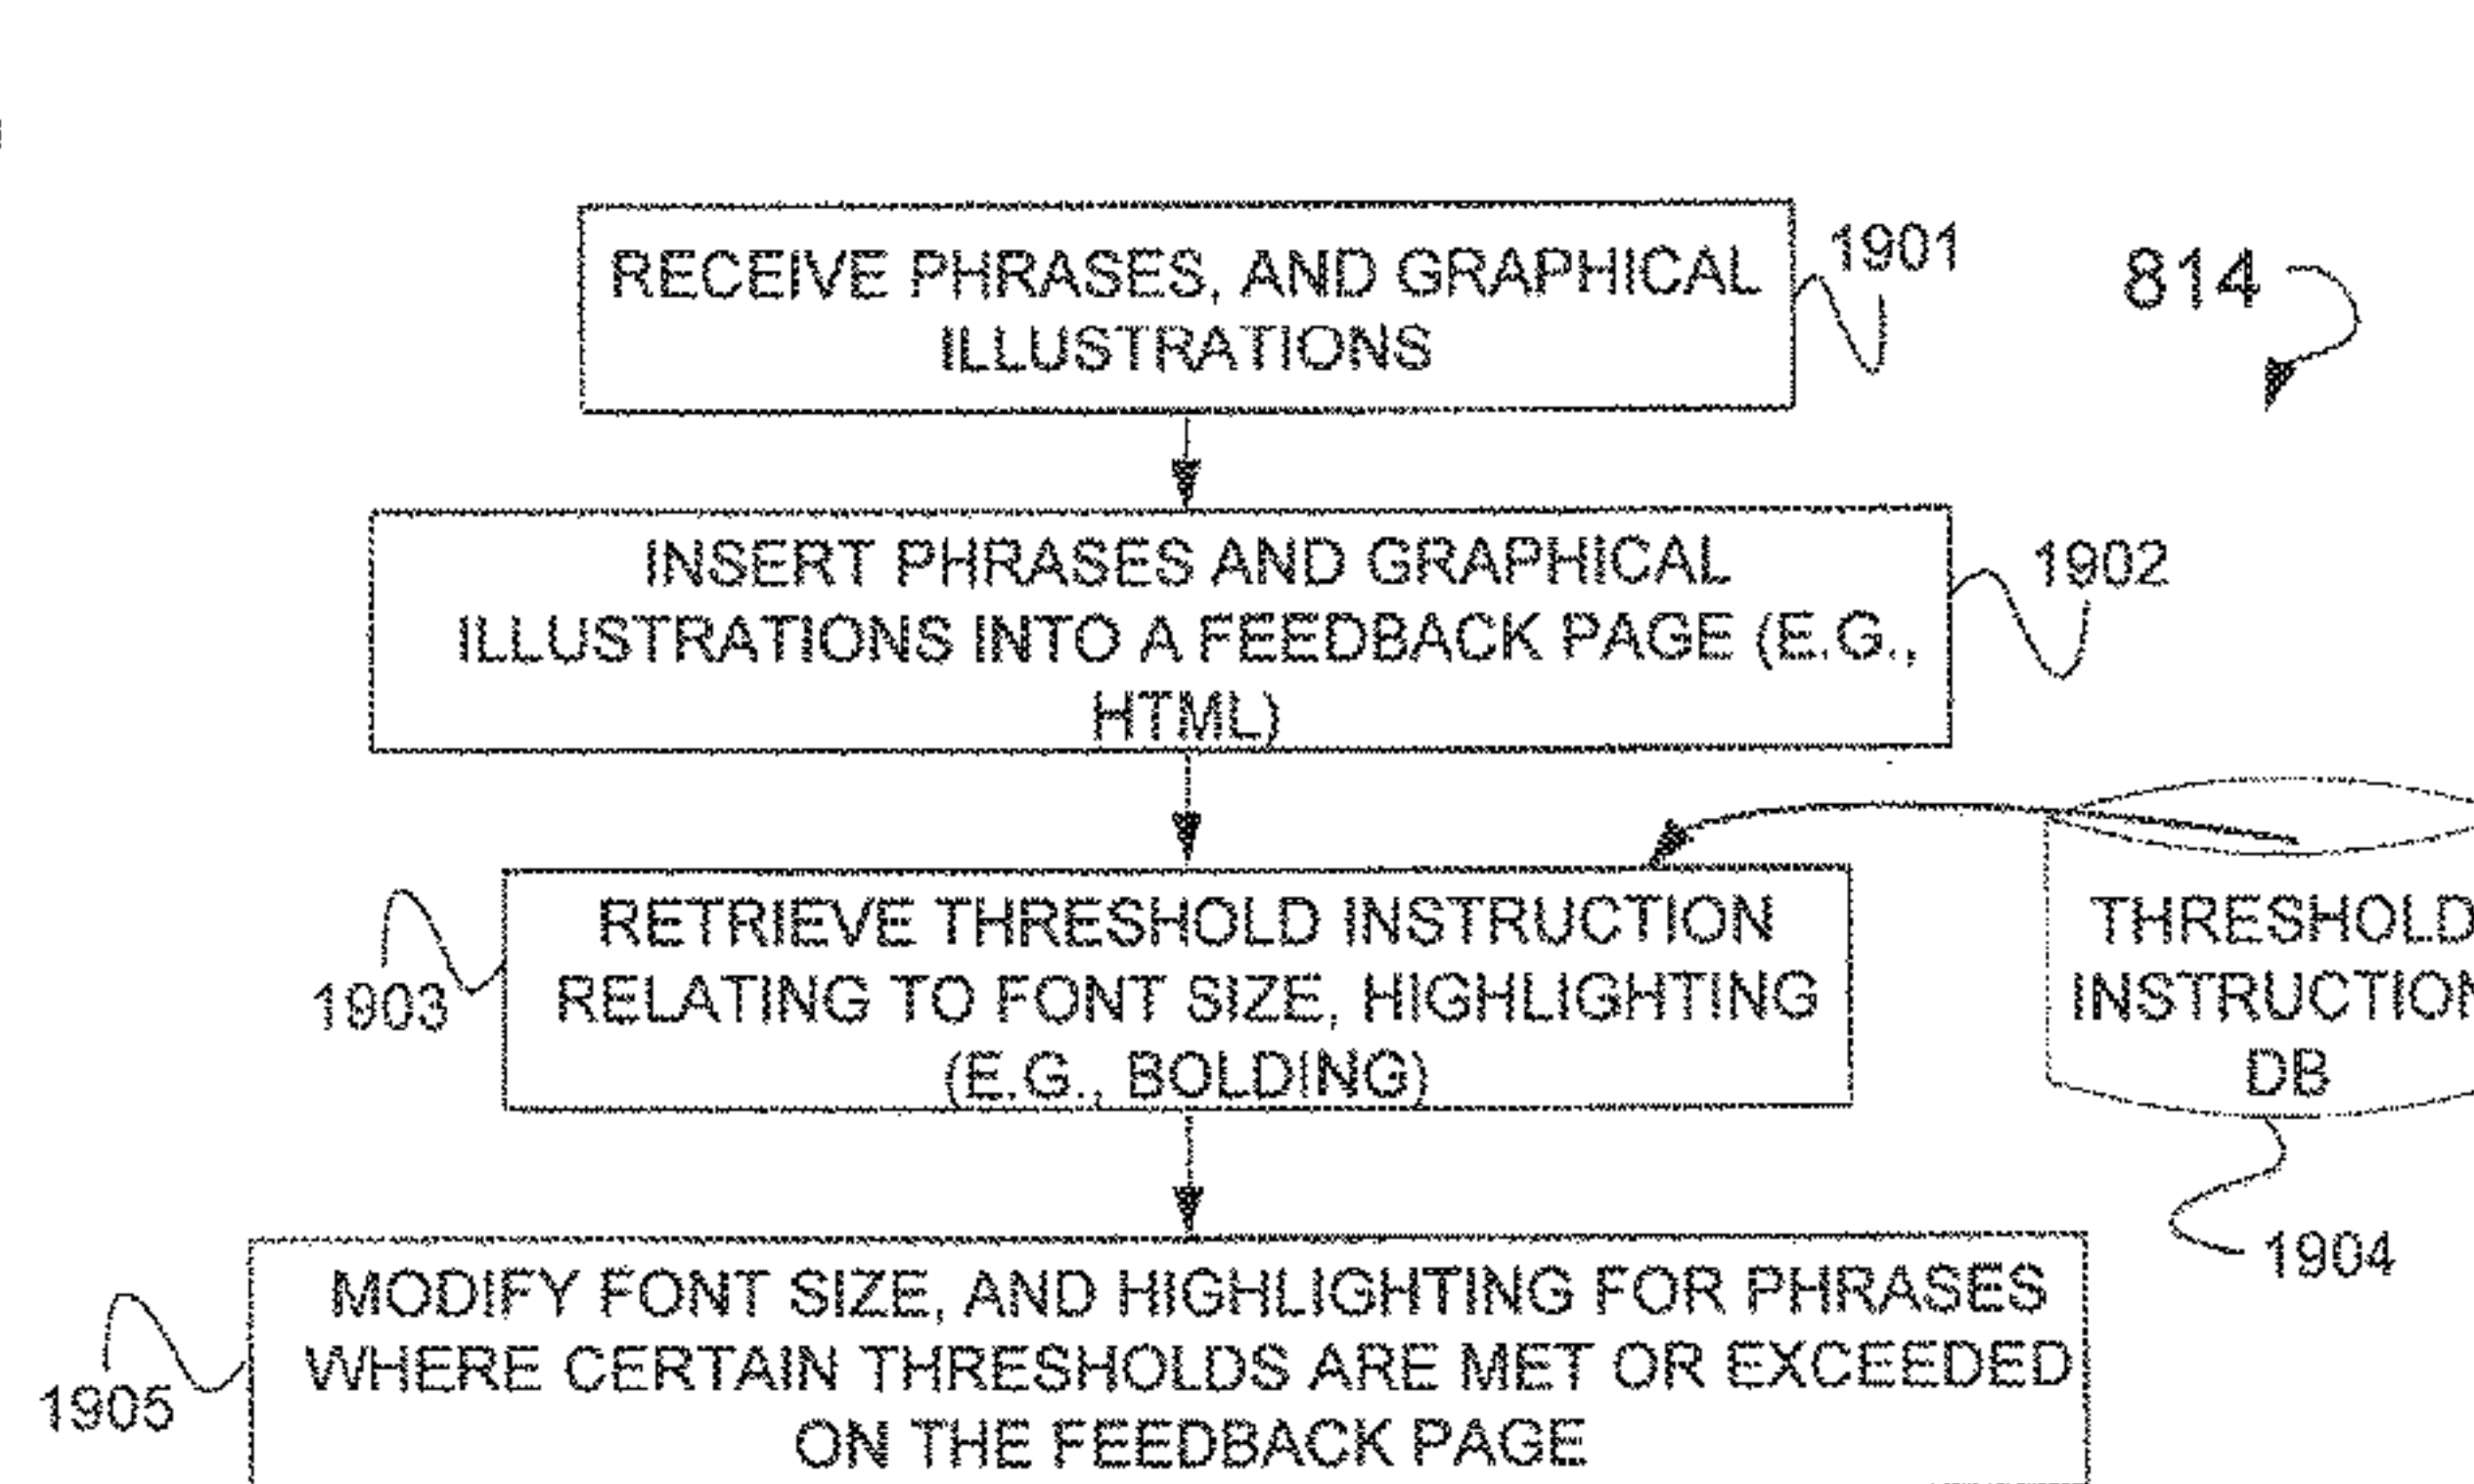 RECEIVE PHRASES, AND GRAPHICAL
ILLUSTRATIONS
1901
814
INSERT PHRASES AND GRAPHICAL
ILLUSTRATIONS INTO A FEEDBACK PAGE (E.G.,
HTML)
1902
RETRIEVE THRESHOLD INSTRUCTION
RELATING TO FONT SIZE, HIGHLIGHTING
(E.G., BOLDING)
1903
THRESHOLD
INSTRUCTION
DB
1904
MODIFY FONT SIZE, AND HIGHLIGHTING FOR PHRASES
WHERE CERTAIN THRESHOLDS ARE MET OR EXCEEDED
ON THE FEEDBACK PAGE
1905